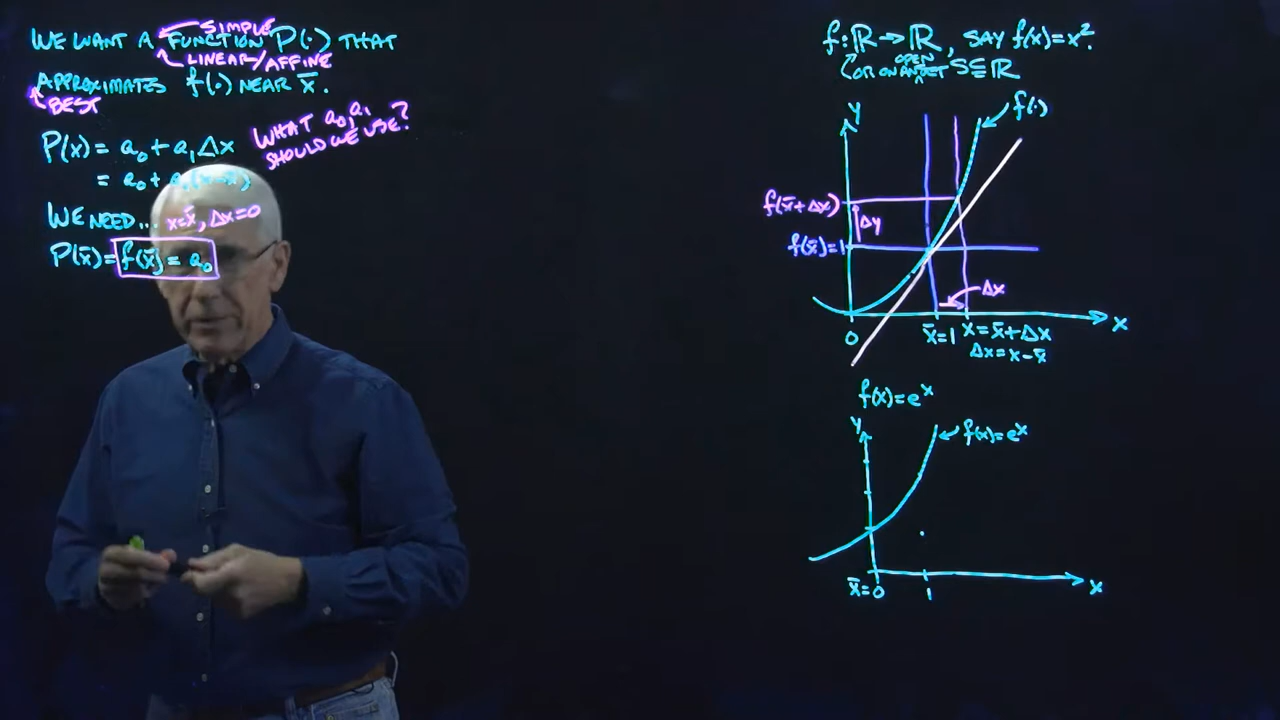 WE WANT A FUNCTION P(·) THAT
SIMPLE
LINEAR/AFFINE
APPROXIMATES f(·) NEAR x̄.
BEST
P(x) = a₀ + a₁Δx
= a₀ +
WHAT a₀, a₁
SHOULD WE USE?
WE NEED... x=x̄, Δx=0
P(x̄) = f(x̄) = a₀
f: ℝ → ℝ, SAY f(x)=x².
OPEN
OR ON AN SET S⊆ℝ
y
f(·)
f(x̄+Δx)
Δy
f(x̄)=1
Δx
0
x̄=1
x=x̄+Δx
x
Δx=x-x̄
f(x)=eˣ
y
f(x)=eˣ
x̄=0
1
x